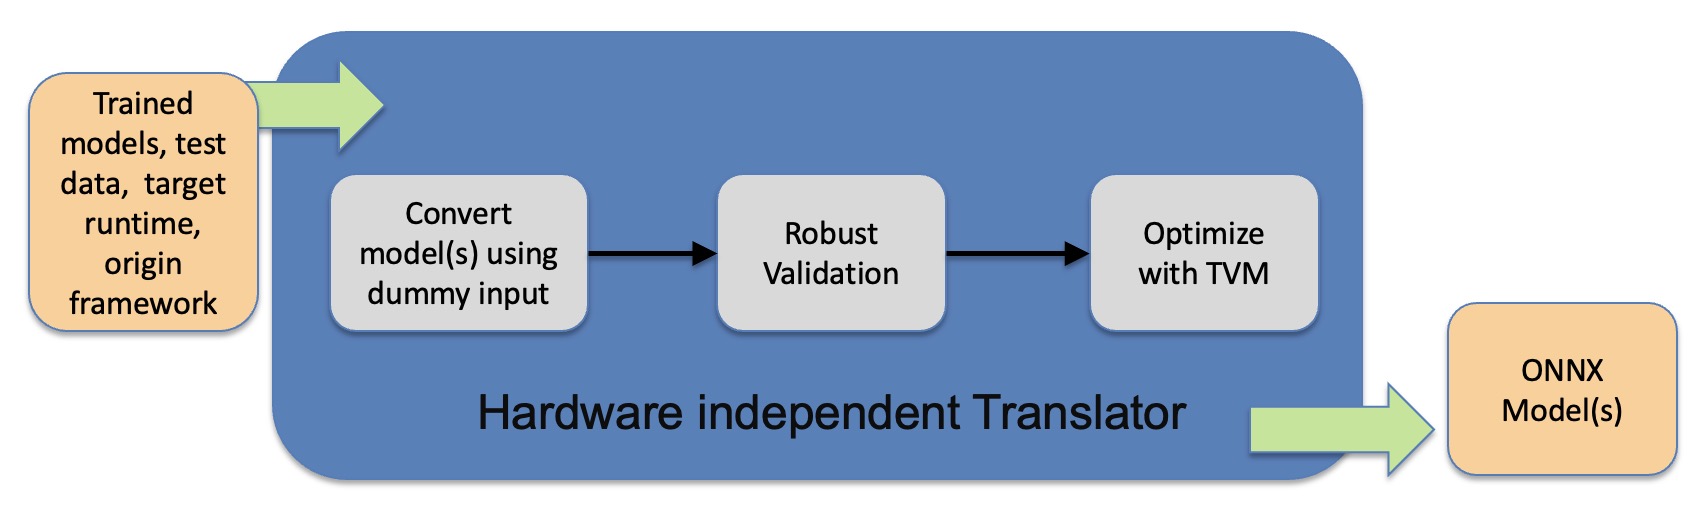 Trained
models, test
data, target
runtime,
origin
framework
Convert
model(s) using
dummy input
Robust
Validation
Optimize
with TVM
Hardware independent Translator
ONNX
Model(s)